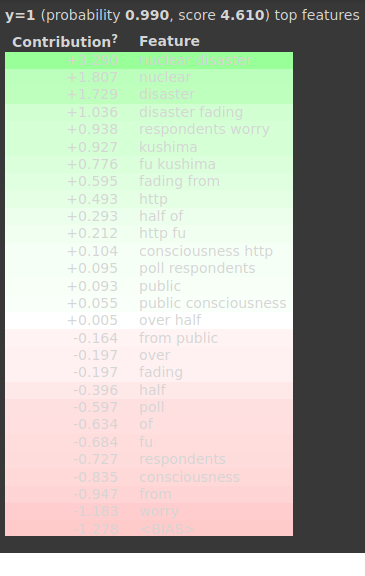 y=1 (probability 0.990, score 4.610) top features
Contribution? Feature
nuclear disaster
+1.807 nuclear
+1.729 disaster
+1.036 disaster fading
+0.938 respondents worry
+0.927 kushima
+0.776 fu kushima
+0.595 fading from
+0.493 http
+0.293 half of
+0.212 http fu
+0.104 consciousness http
+0.095 poll respondents
+0.093 public
+0.055 public consciousness
+0.005 over half
-0.164 from public
-0.197 over
-0.197 fading
-0.396 half
-0.597 poll
-0.634 of
-0.684 fu
-0.727 respondents
-0.835 consciousness
-0.947 from
-1.183 worry
-1.278 <BIAS>